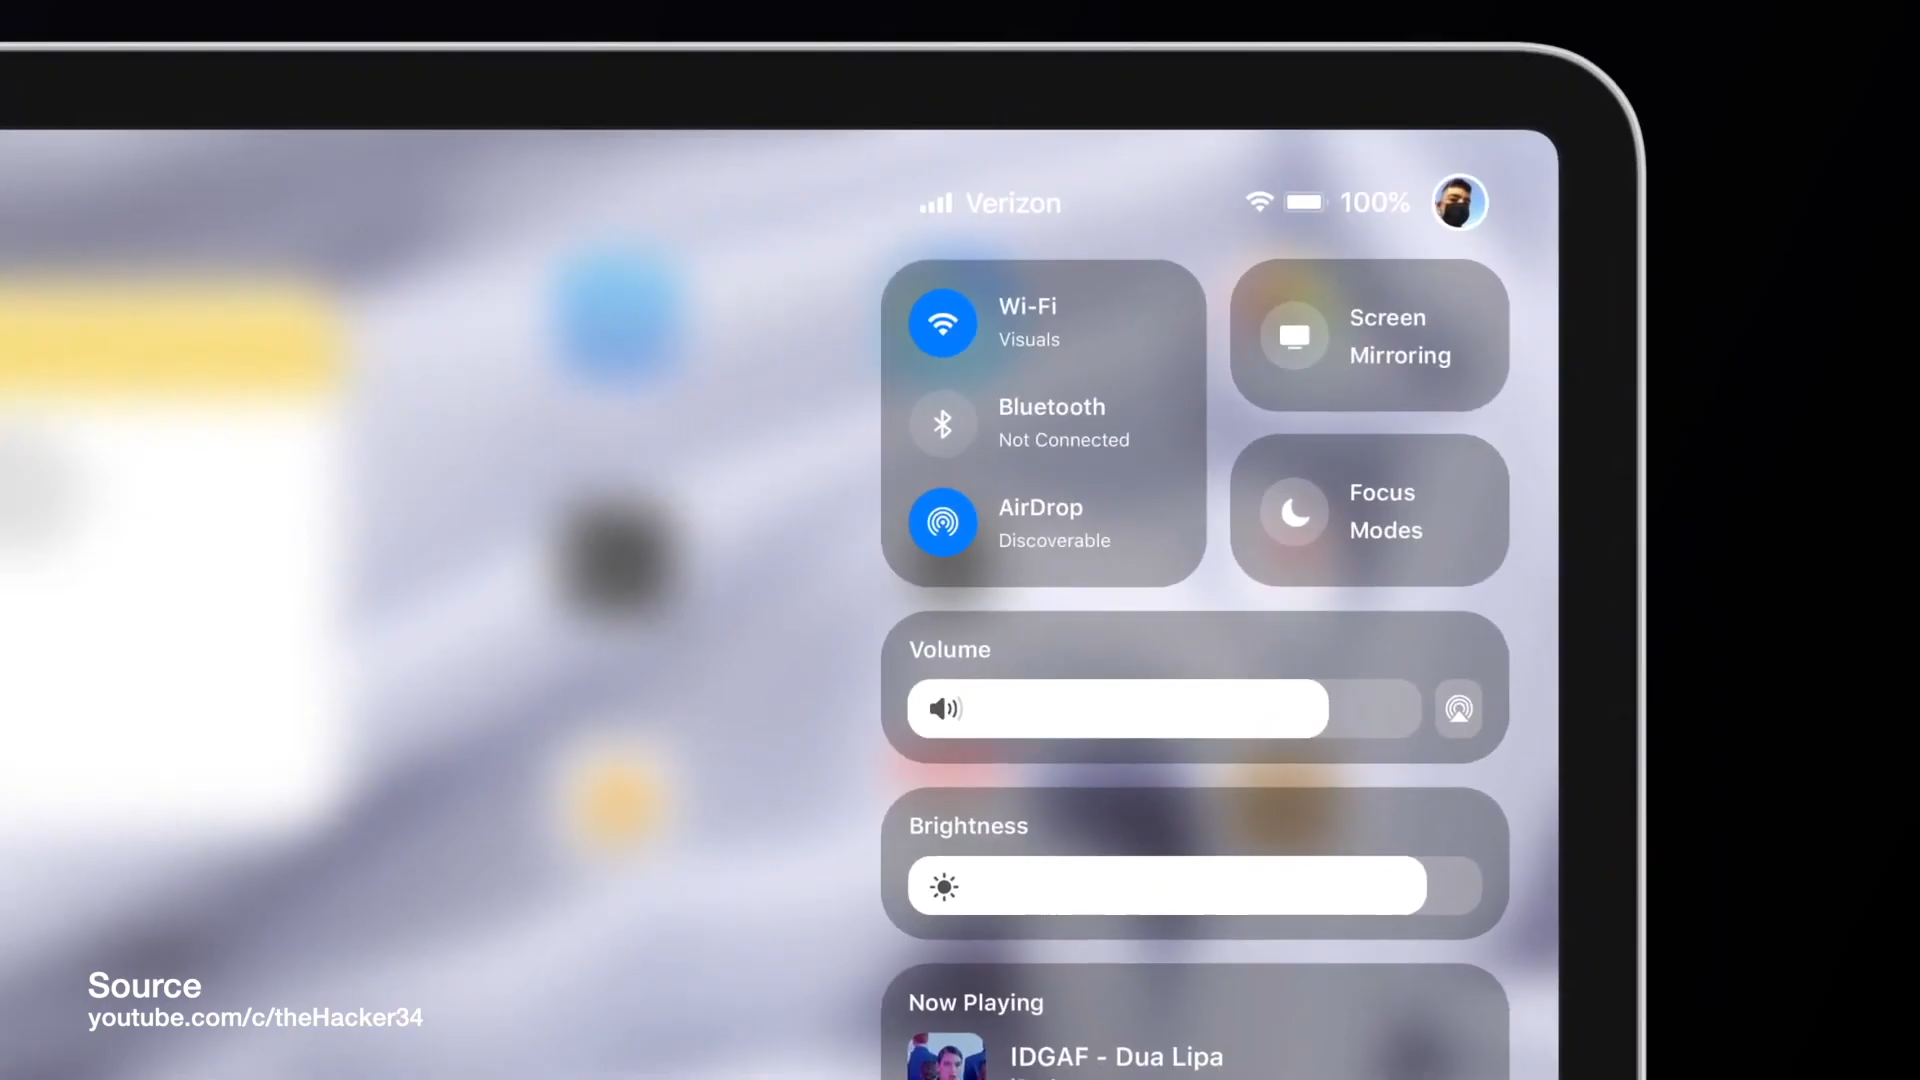 Verizon
100%
Wi-Fi
Visuals
Bluetooth
Not Connected
AirDrop
Discoverable
Screen
Mirroring
Focus
Modes
Volume
Brightness
Now Playing
IDGAF - Dua Lipa
Source
youtube.com/c/theHacker34